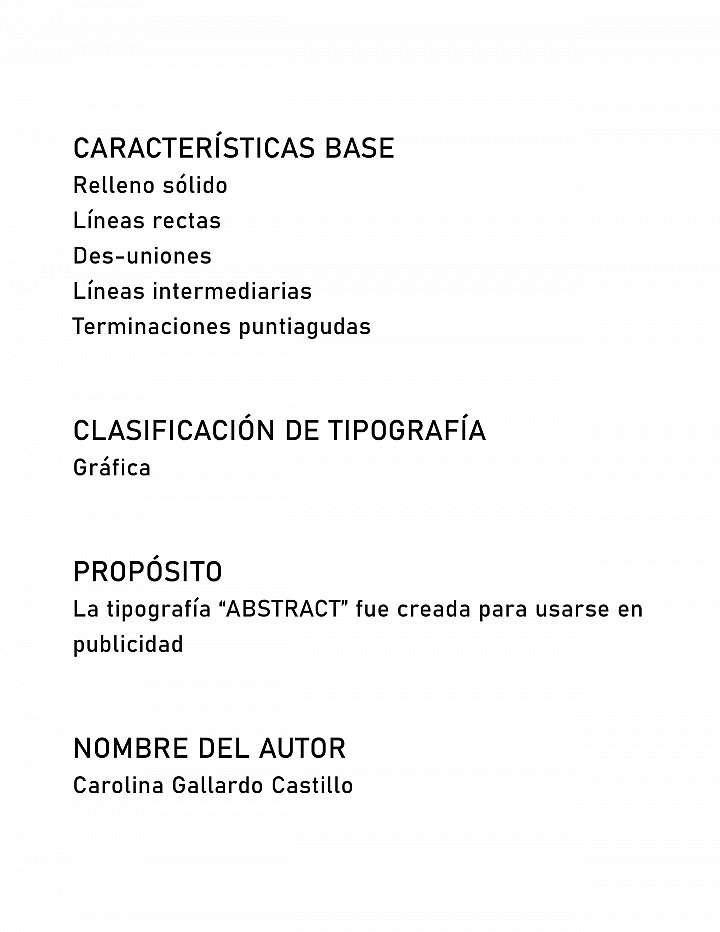 CARACTERÍSTICAS BASE
Relleno sólido
Líneas rectas
Des-uniones
Líneas intermediarias
Terminaciones puntiagudas
CLASIFICACIÓN DE TIPOGRAFÍA
Gráfica
PROPÓSITO
La tipografía “ABSTRACT” fue creada para usarse en
publicidad
NOMBRE DEL AUTOR
Carolina Gallardo Castillo